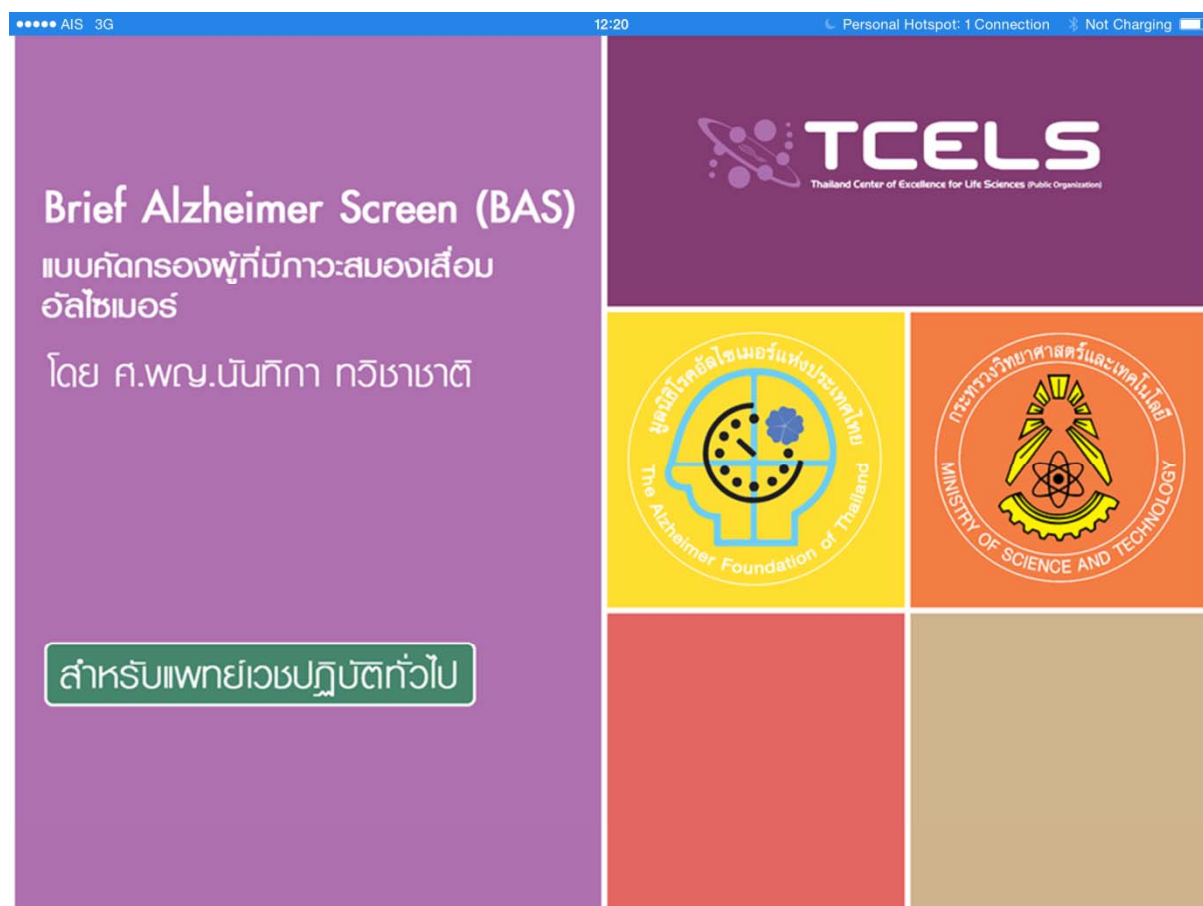 AIS 3G
12:20
Personal Hotspot: 1 Connection
Not Charging
Brief Alzheimer Screen (BAS)
แบบคัดกรองผู้ที่มีภาวะสมองเสื่อม
อัลไซเมอร์
โดย ศ.พญ.นันทิกา ทวิชาชาติ
สำหรับแพทย์เวชปฏิบัติทั่วไป
TCELS
Thailand Center of Excellence for Life Sciences (Public Organization)
มูลนิธิโรคอัลไซเมอร์แห่งประเทศไทย
The Alzheimer Foundation of Thailand
กระทรวงวิทยาศาสตร์และเทคโนโลยี
MINISTRY OF SCIENCE AND TECHNOLOGY